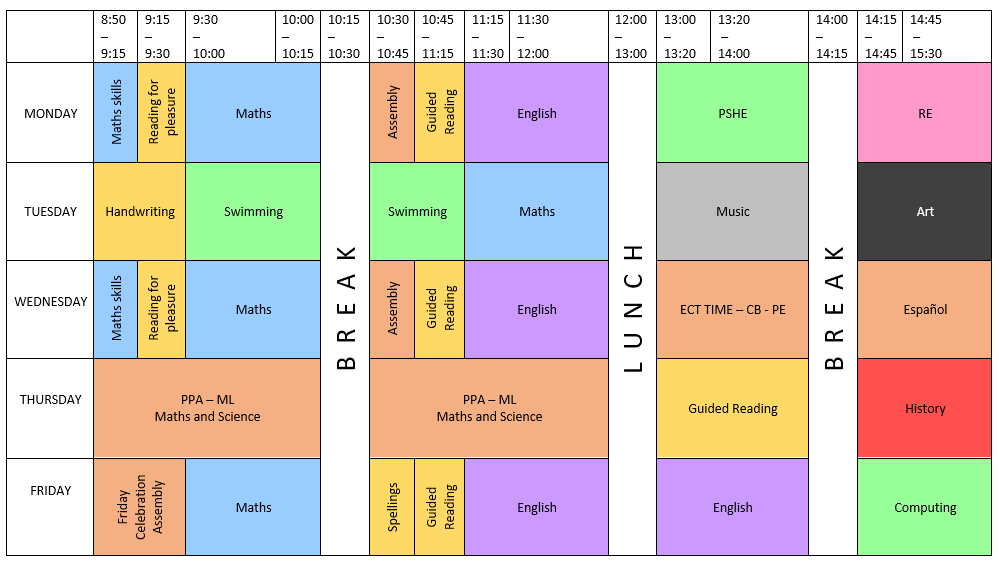 8:50 – 9:15
9:15 – 9:30
9:30 – 10:00
10:00 – 10:15
10:15 – 10:30
10:30 – 10:45
10:45 – 11:15
11:15 – 11:30
11:30 – 12:00
12:00 – 13:00
13:00 – 13:20
13:20 – 14:00
14:00 – 14:15
14:15 – 14:45
14:45 – 15:30
MONDAY
Maths skills
Reading for
pleasure
Maths
BREAK
Assembly
Guided
Reading
English
LUNCH
PSHE
BREAK
RE
TUESDAY
Handwriting
Swimming
Swimming
Maths
Music
Art
WEDNESDAY
Maths skills
Reading for
pleasure
Maths
Assembly
Guided
Reading
English
ECT TIME – CB - PE
Español
THURSDAY
PPA – ML
Maths and Science
PPA – ML
Maths and Science
Guided Reading
History
FRIDAY
Friday
Celebration
Assembly
Maths
Spellings
Guided
Reading
English
English
Computing